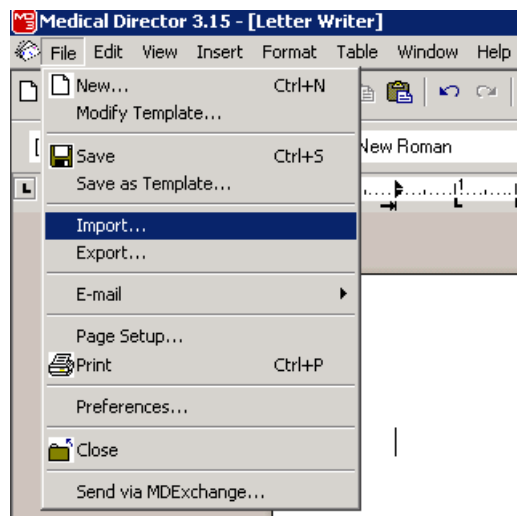 Medical Director 3.15 - [Letter Writer]
File Edit View Insert Format Table Window Help
New... Ctrl+N
Modify Template...
New Roman
Save Ctrl+S
Save as Template...
1
Import...
Export...
E-mail
Page Setup...
Print Ctrl+P
Preferences...
Close
Send via MDExchange...